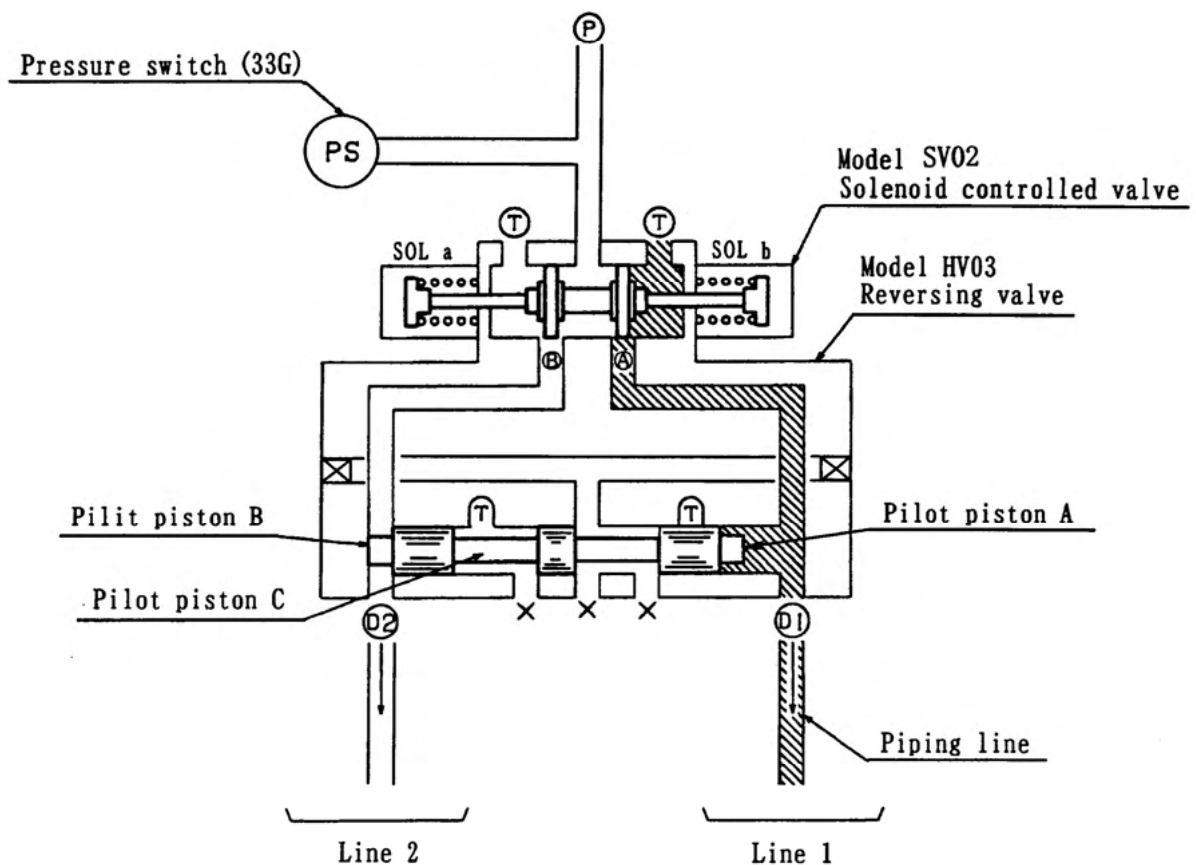 P
Pressure switch (33G)
PS
Model SV02
Solenoid controlled valve
T
T
SOL a
SOL b
Model HV03
Reversing valve
B
A
T
T
Pilit piston B
Pilot piston A
Pilot piston C
D2
D1
Piping line
Line 2
Line 1